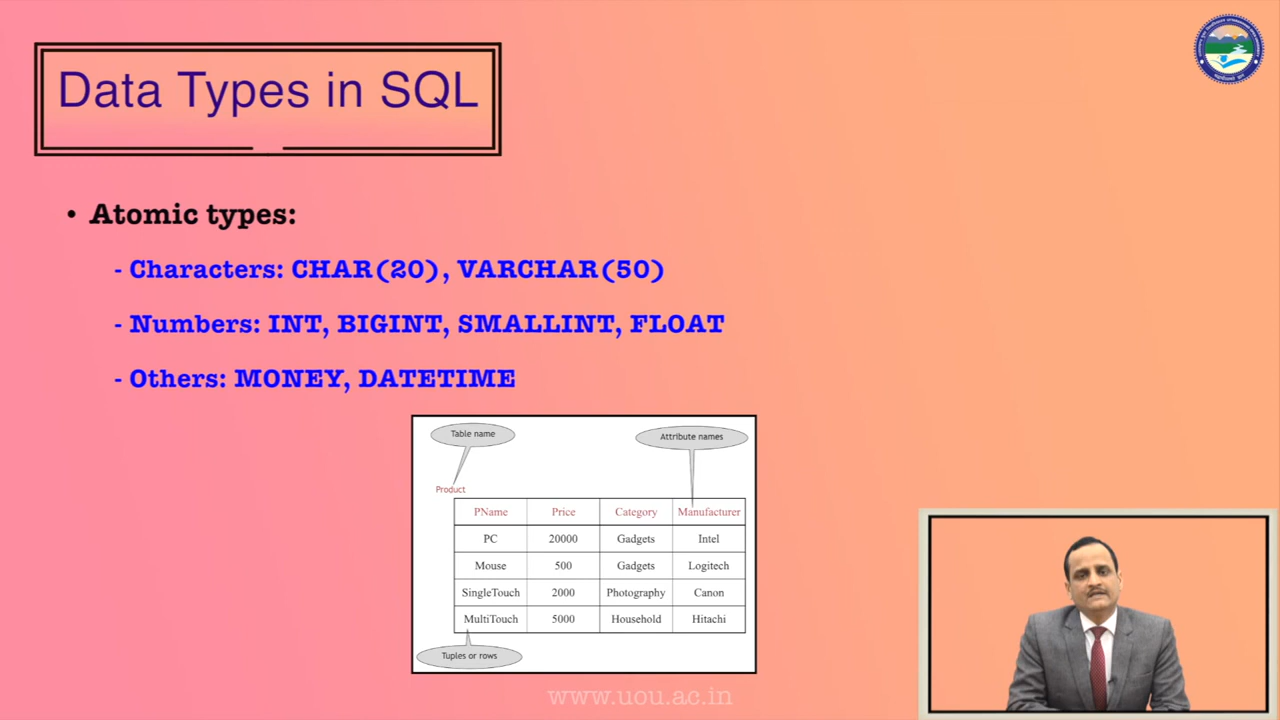 Data Types in SQL
• Atomic types:
- Characters: CHAR(20), VARCHAR(50)
- Numbers: INT, BIGINT, SMALLINT, FLOAT
- Others: MONEY, DATETIME
Table name
Attribute names
Product
PName Price Category Manufacturer
PC 20000 Gadgets Intel
Mouse 500 Gadgets Logitech
SingleTouch 2000 Photography Canon
MultiTouch 5000 Household Hitachi
Tuples or rows
www.uou.ac.in